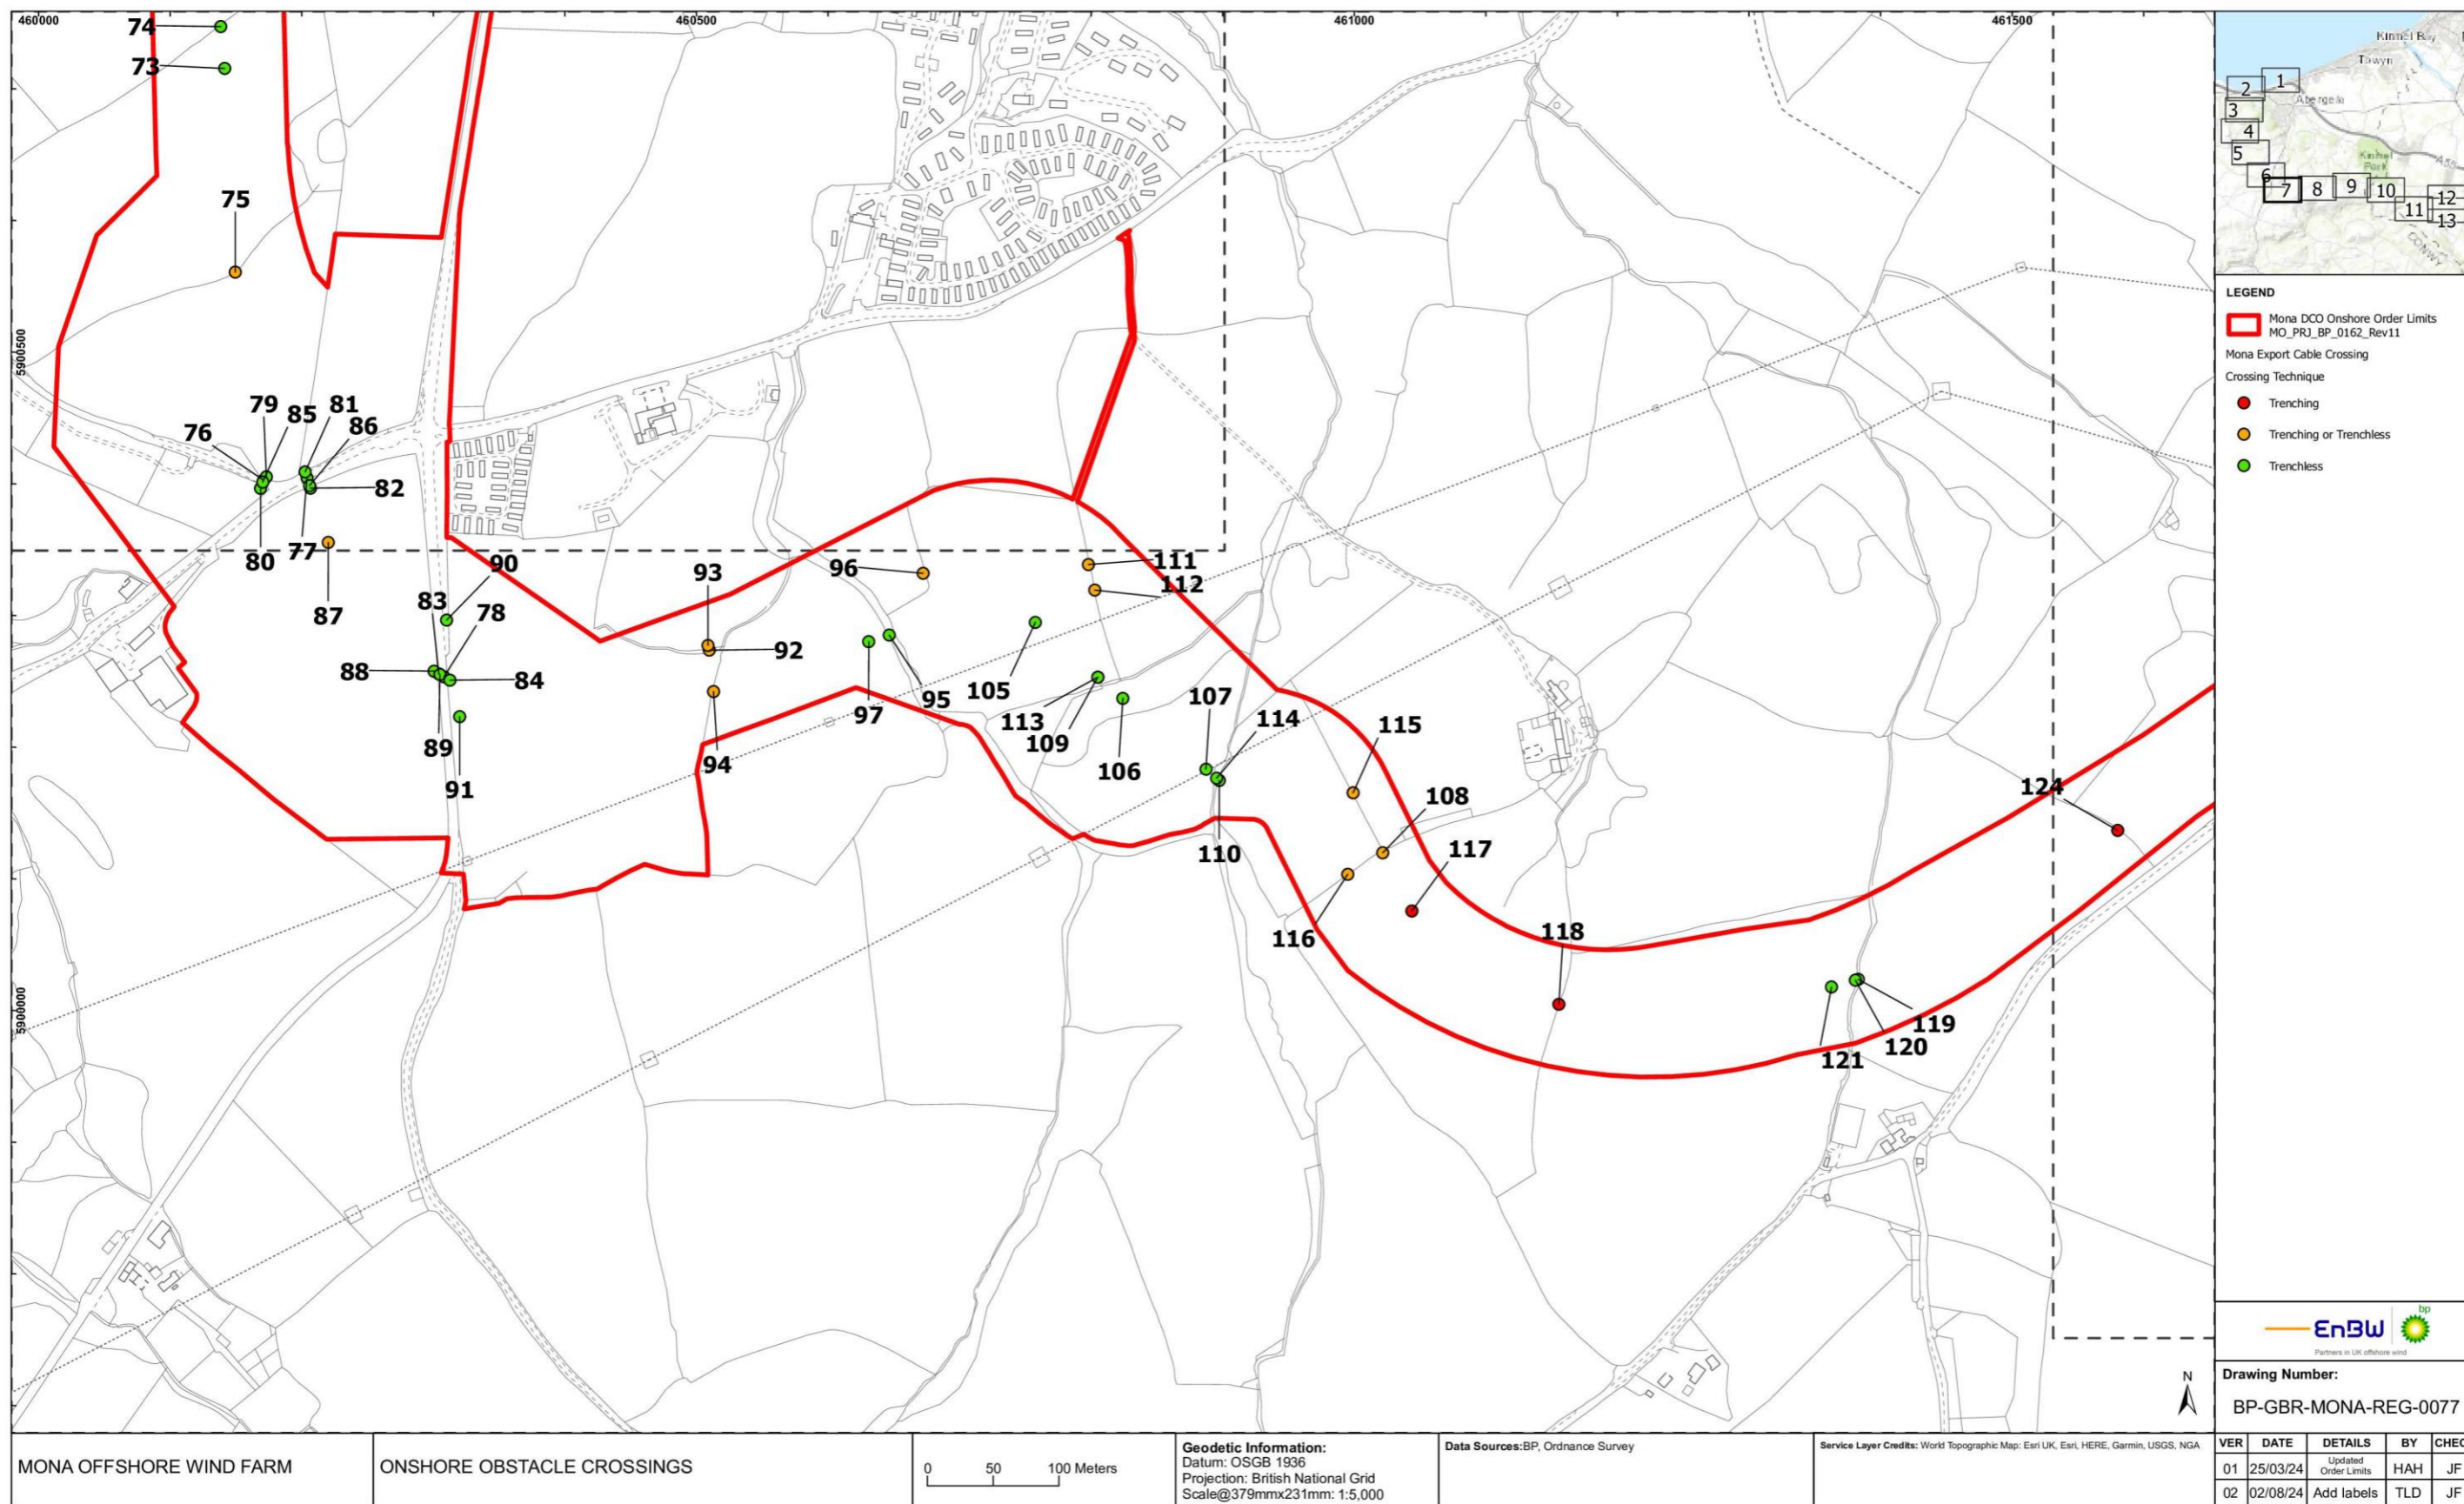 460000
460500
461000
461500
74
73
75
5900500
79
85
81
86
76
82
80
77
87
90
83
78
88
84
89
91
93
92
94
96
97
95
105
111
112
113
109
106
107
114
110
115
108
117
116
118
124
119
120
121
5900000
N
Kinmel Bay
Towyn
Abergele
Kinmel
Park
A55
CONWY
1
2
3
4
5
6
7
8
9
10
11
12
13
LEGEND
Mona DCO Onshore Order Limits
MO_PRJ_BP_0162_Rev11
Mona Export Cable Crossing
Crossing Technique
Trenching
Trenching or Trenchless
Trenchless
EnBW
bp
Partners in UK offshore wind
Drawing Number:
BP-GBR-MONA-REG-0077
MONA OFFSHORE WIND FARM
ONSHORE OBSTACLE CROSSINGS
0 50 100 Meters
Geodetic Information:
Datum: OSGB 1936
Projection: British National Grid
Scale@379mmx231mm: 1:5,000
Data Sources:BP, Ordnance Survey
Service Layer Credits: World Topographic Map: Esri UK, Esri, HERE, Garmin, USGS, NGA
VER DATE DETAILS BY CHEC
01 25/03/24 Updated Order Limits HAH JF
02 02/08/24 Add labels TLD JF